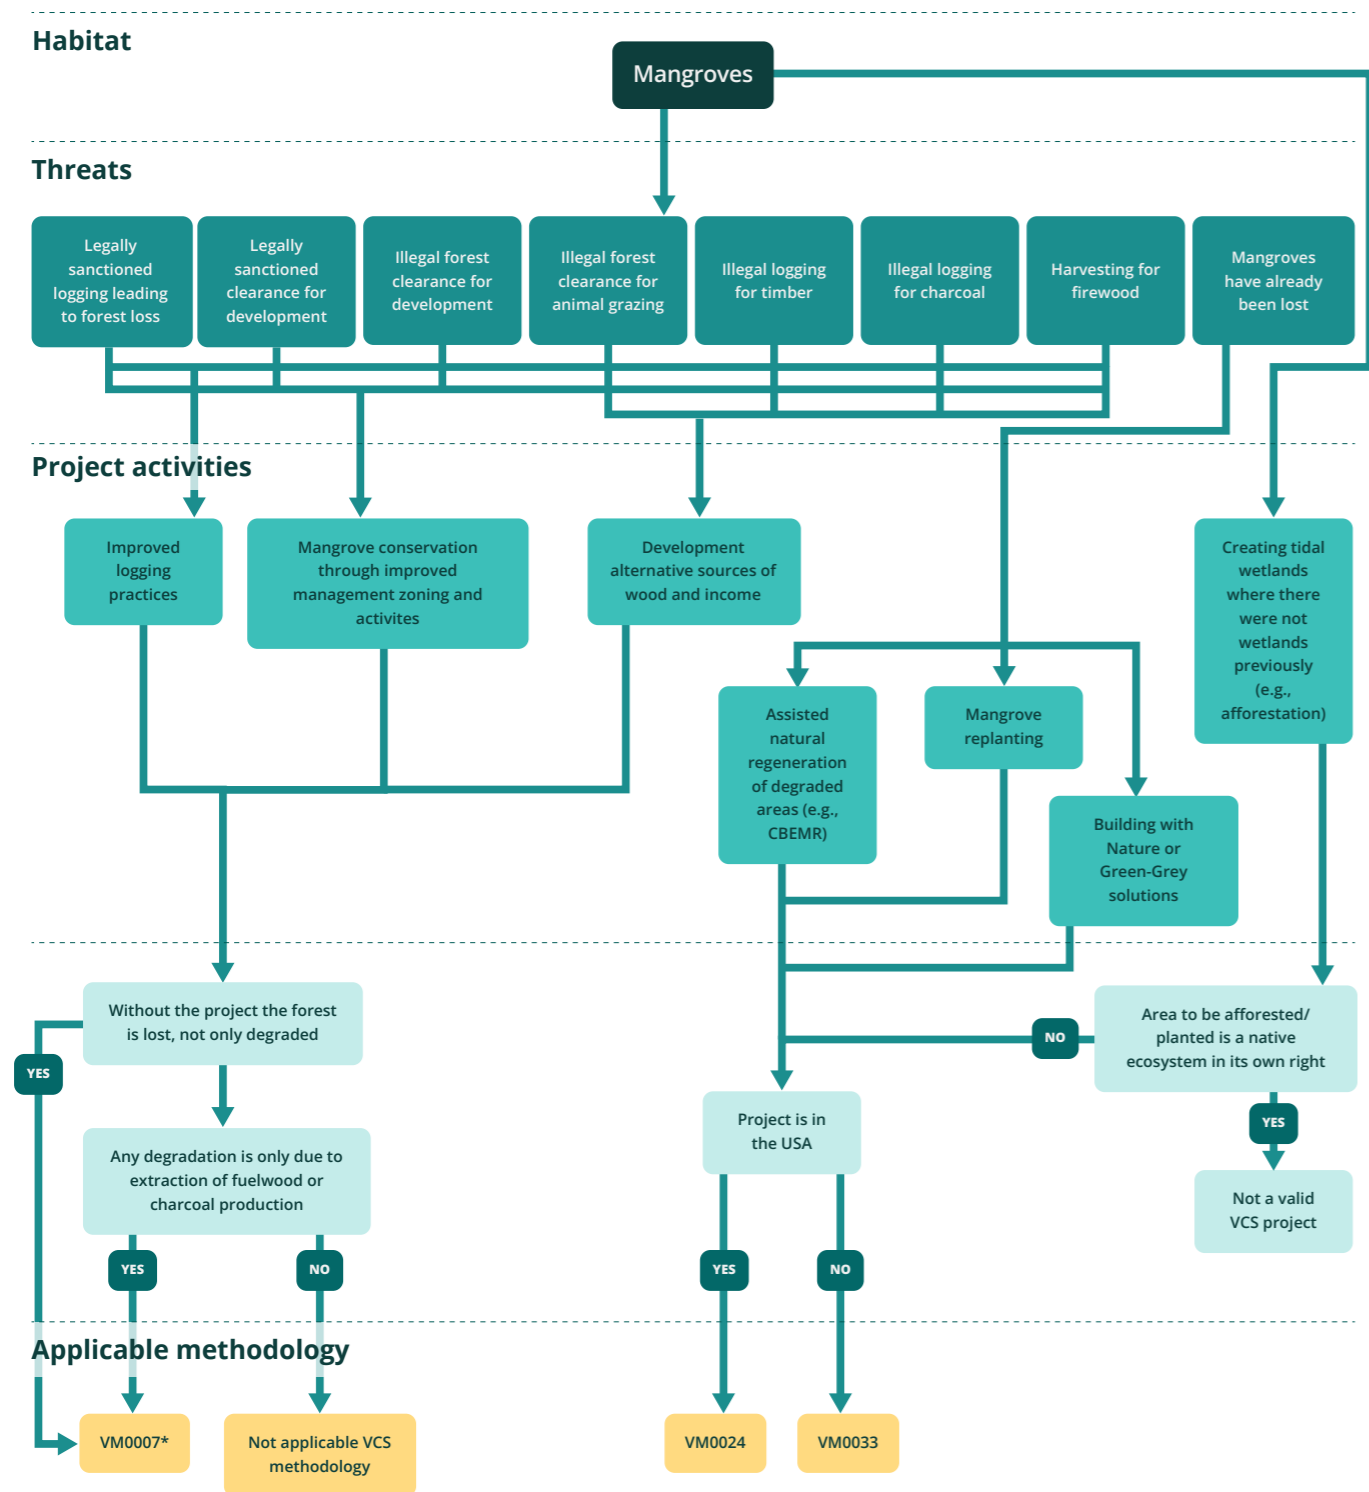 Habitat
Mangroves
Threats
Legally
sanctioned
logging leading
to forest loss
Legally
sanctioned
clearance for
development
Illegal forest
clearance for
development
Illegal forest
clearance for
animal grazing
Illegal logging
for timber
Illegal logging
for charcoal
Harvesting for
firewood
Mangroves
have already
been lost
Project activities
Improved
logging
practices
Mangrove conservation
through improved
management zoning and
activites
Development
alternative sources of
wood and income
Creating tidal
wetlands
where there
were not
wetlands
previously
(e.g.,
afforestation)
Assisted
natural
regeneration
of degraded
areas (e.g.,
CBEMR)
Mangrove
replanting
Building with
Nature or
Green-Grey
solutions
Without the project the forest
is lost, not only degraded
Area to be afforested/
planted is a native
ecosystem in its own right
NO
YES
YES
Any degradation is only due to
extraction of fuelwood or
charcoal production
Project is in
the USA
Not a valid
VCS project
YES
NO
YES
NO
Applicable methodology
VM0007*
Not applicable VCS
methodology
VM0024
VM0033